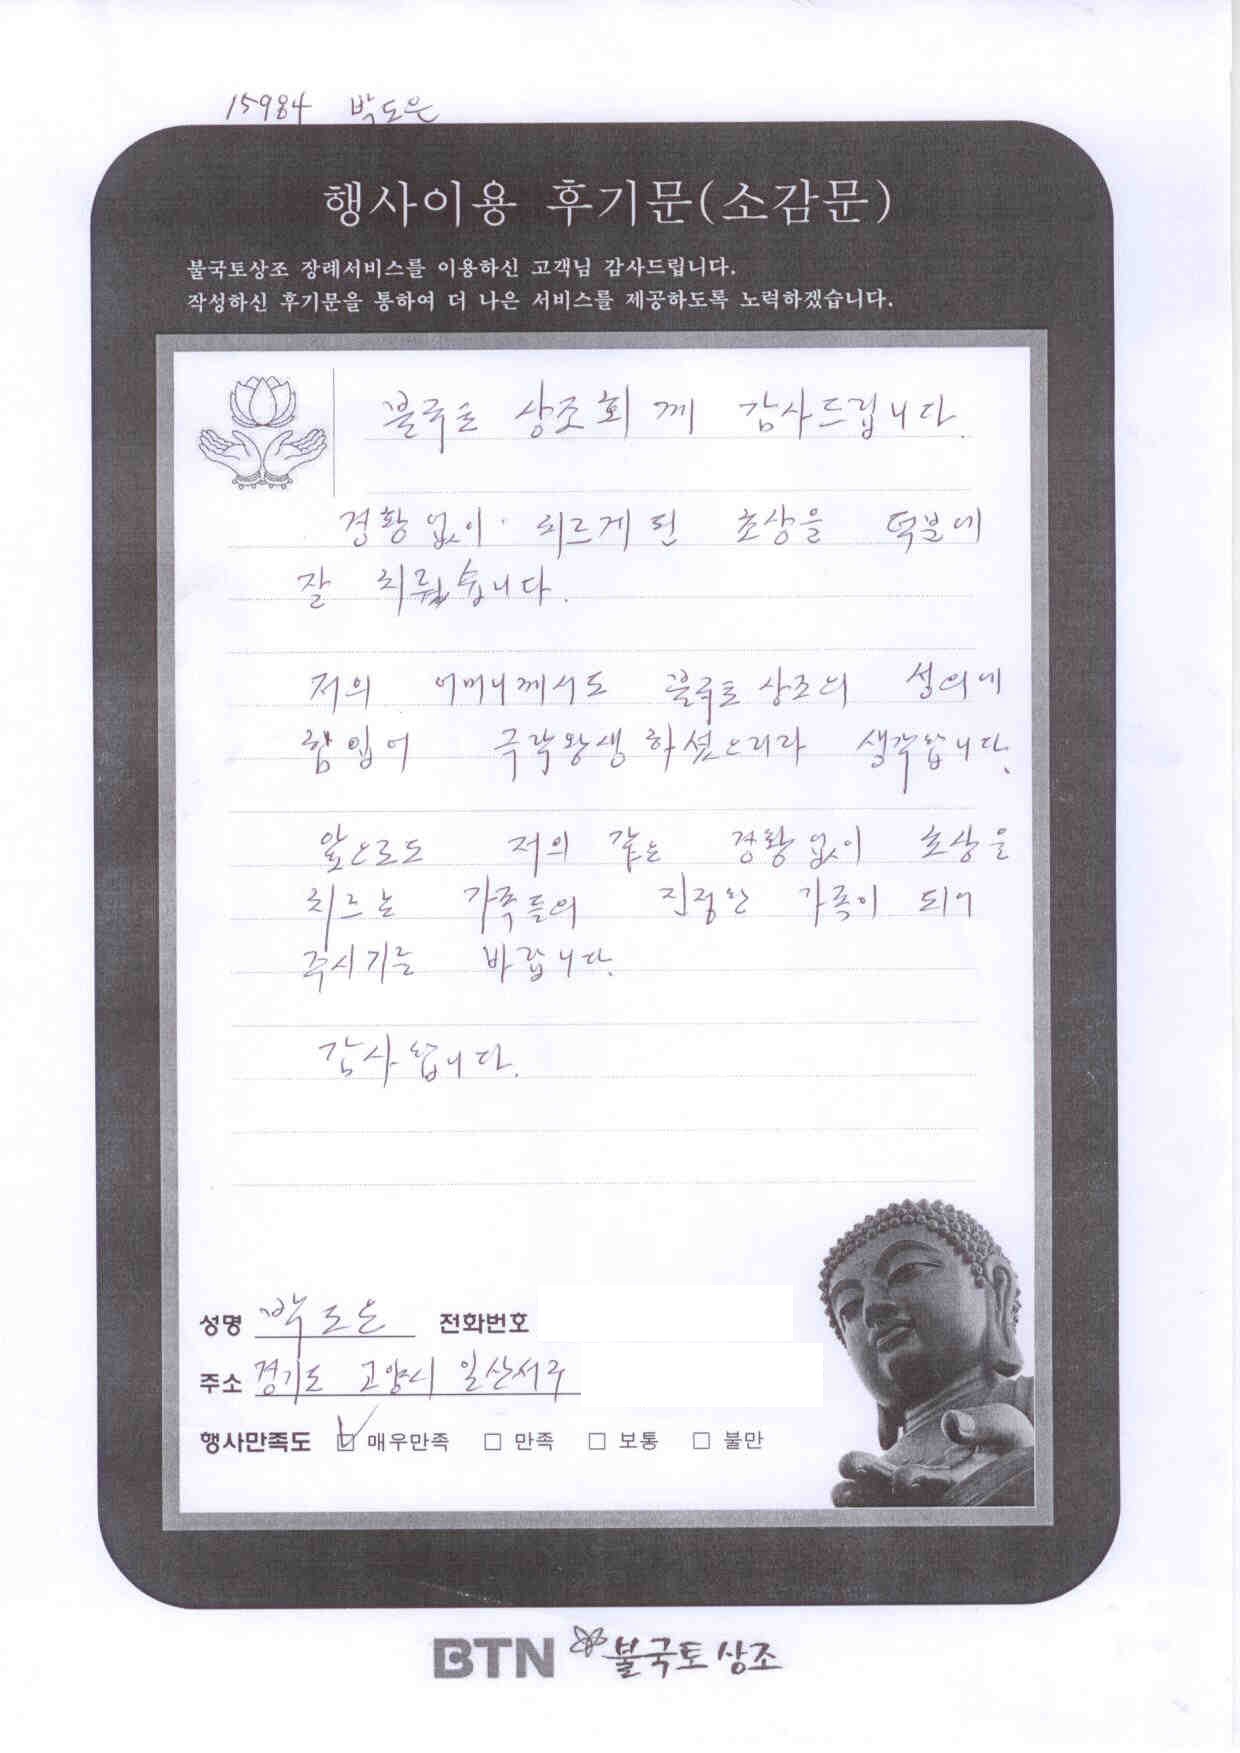 15984 박도은
행사이용 후기문(소감문)
불국토상조 장례서비스를 이용하신 고객님 감사드립니다.
작성하신 후기문을 통하여 더 나은 서비스를 제공하도록 노력하겠습니다.
불국토 상조회 께 감사드립니다.
경황 없이 치르게 된 초상을 덕분에
잘 치뤘습니다.
저의 어머니께서도 불국토 상조의 성의에
힘입어 극락왕생 하셨으리라 생각합니다.
앞으로도 저의 같은 경황 없이 초상을
치르는 가족들의 진정한 가족이 되어
주시기는 바랍니다.
감사합니다.
성명 박도은 전화번호
주소 경기도 고양시 일산서구
행사만족도 ☑ 매우만족 □ 만족 □ 보통 □ 불만
BTN 불국토 상조